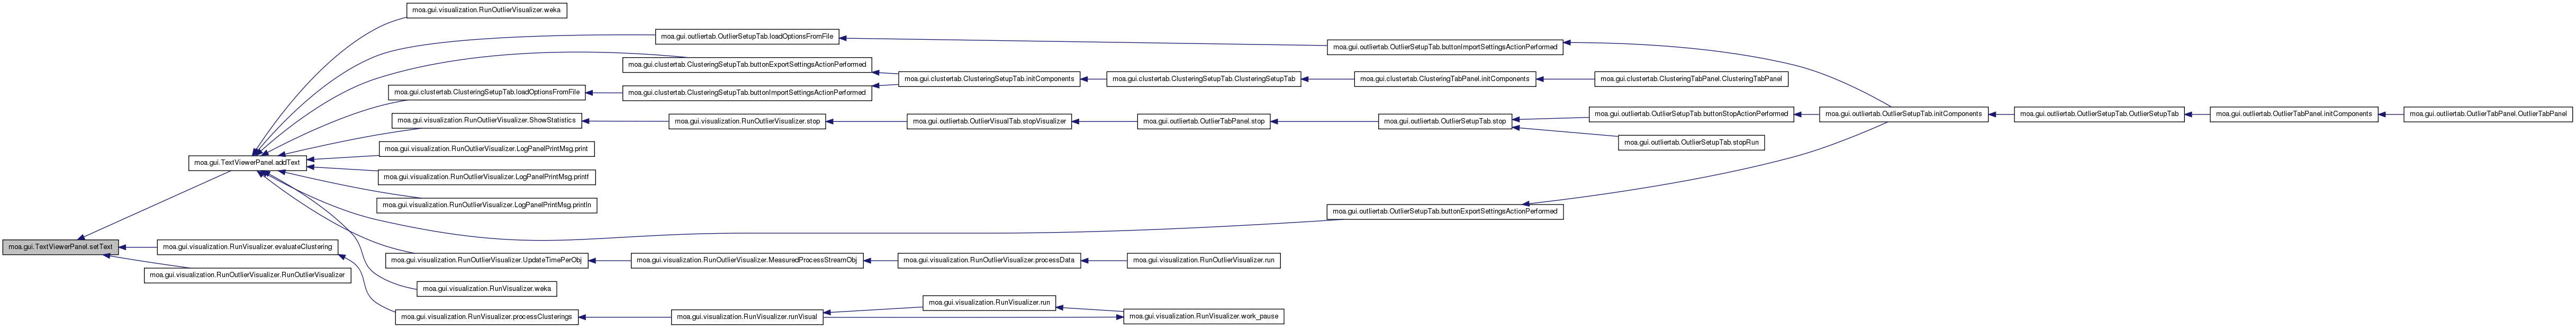 moa.gui.visualization.RunOutlierVisualizer.weka
moa.gui.outliertab.OutlierSetupTab.loadOptionsFromFile
moa.gui.outliertab.OutlierSetupTab.buttonImportSettingsActionPerformed
moa.gui.clustertab.ClusteringSetupTab.buttonExportSettingsActionPerformed
moa.gui.clustertab.ClusteringSetupTab.initComponents
moa.gui.clustertab.ClusteringSetupTab.ClusteringSetupTab
moa.gui.clustertab.ClusteringTabPanel.initComponents
moa.gui.clustertab.ClusteringTabPanel.ClusteringTabPanel
moa.gui.clustertab.ClusteringSetupTab.loadOptionsFromFile
moa.gui.clustertab.ClusteringSetupTab.buttonImportSettingsActionPerformed
moa.gui.visualization.RunOutlierVisualizer.ShowStatistics
moa.gui.visualization.RunOutlierVisualizer.stop
moa.gui.outliertab.OutlierVisualTab.stopVisualizer
moa.gui.outliertab.OutlierTabPanel.stop
moa.gui.outliertab.OutlierSetupTab.stop
moa.gui.outliertab.OutlierSetupTab.buttonStopActionPerformed
moa.gui.outliertab.OutlierSetupTab.initComponents
moa.gui.outliertab.OutlierSetupTab.OutlierSetupTab
moa.gui.outliertab.OutlierTabPanel.initComponents
moa.gui.outliertab.OutlierTabPanel.OutlierTabPanel
moa.gui.outliertab.OutlierSetupTab.stopRun
moa.gui.visualization.RunOutlierVisualizer.LogPanelPrintMsg.print
moa.gui.TextViewerPanel.addText
moa.gui.visualization.RunOutlierVisualizer.LogPanelPrintMsg.printf
moa.gui.visualization.RunOutlierVisualizer.LogPanelPrintMsg.println
moa.gui.outliertab.OutlierSetupTab.buttonExportSettingsActionPerformed
moa.gui.TextViewerPanel.setText
moa.gui.visualization.RunVisualizer.evaluateClustering
moa.gui.visualization.RunOutlierVisualizer.UpdateTimePerObj
moa.gui.visualization.RunOutlierVisualizer.MeasuredProcessStreamObj
moa.gui.visualization.RunOutlierVisualizer.processData
moa.gui.visualization.RunOutlierVisualizer.run
moa.gui.visualization.RunOutlierVisualizer.RunOutlierVisualizer
moa.gui.visualization.RunVisualizer.weka
moa.gui.visualization.RunVisualizer.run
moa.gui.visualization.RunVisualizer.processClusterings
moa.gui.visualization.RunVisualizer.runVisual
moa.gui.visualization.RunVisualizer.work_pause